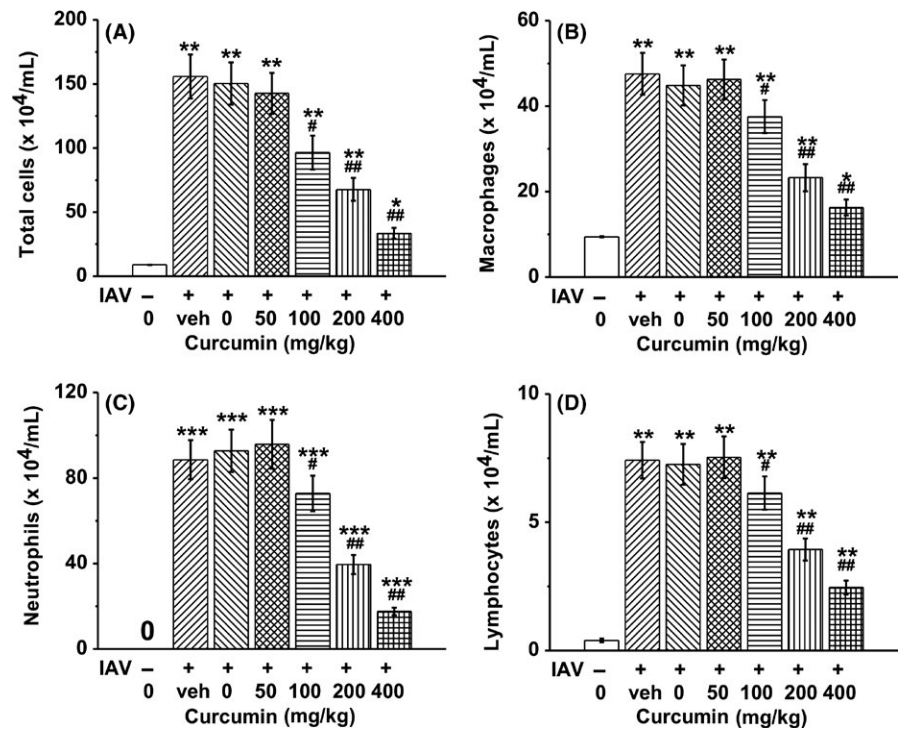 (A)
Total cells (x 10⁴/mL)
200
150
100
50
0
** ** ** ** ** *
# ## ##
IAV – + + + + + +
0 veh 0 50 100 200 400
Curcumin (mg/kg)
(B)
Macrophages (x 10⁴/mL)
60
40
20
0
** ** ** ** ** *
# ## ##
IAV – + + + + + +
0 veh 0 50 100 200 400
Curcumin (mg/kg)
(C)
Neutrophils (x 10⁴/mL)
120
80
40
0
*** *** *** *** *** ***
# ## ##
0
IAV – + + + + + +
0 veh 0 50 100 200 400
Curcumin (mg/kg)
(D)
Lymphocytes (x 10⁴/mL)
10
5
0
** ** ** ** ** **
# ## ##
IAV – + + + + + +
0 veh 0 50 100 200 400
Curcumin (mg/kg)